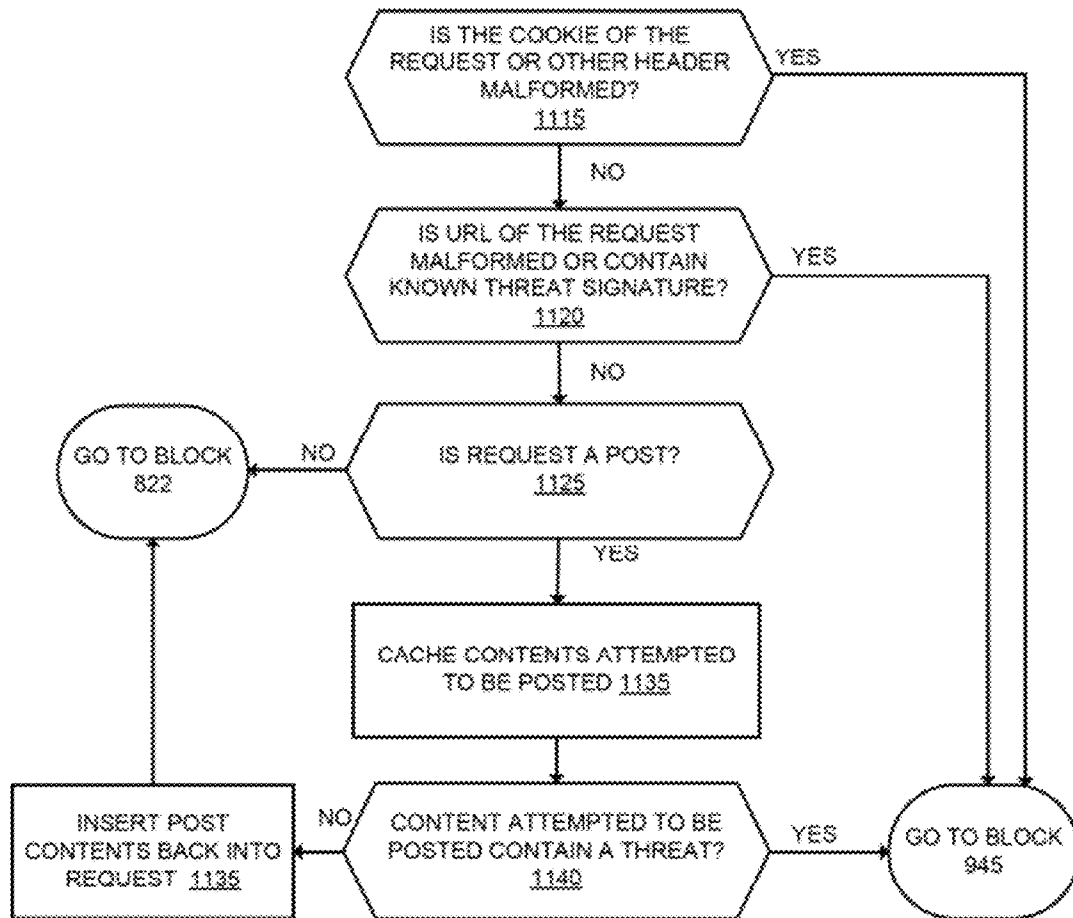 IS THE COOKIE OF THE
REQUEST OR OTHER HEADER
MALFORMED?
1115
YES
NO
IS URL OF THE REQUEST
MALFORMED OR CONTAIN
KNOWN THREAT SIGNATURE?
1120
YES
NO
GO TO BLOCK
822
NO
IS REQUEST A POST?
1125
YES
CACHE CONTENTS ATTEMPTED
TO BE POSTED 1135
INSERT POST
CONTENTS BACK INTO
REQUEST 1135
NO
CONTENT ATTEMPTED TO BE
POSTED CONTAIN A THREAT?
1140
YES
GO TO BLOCK
945